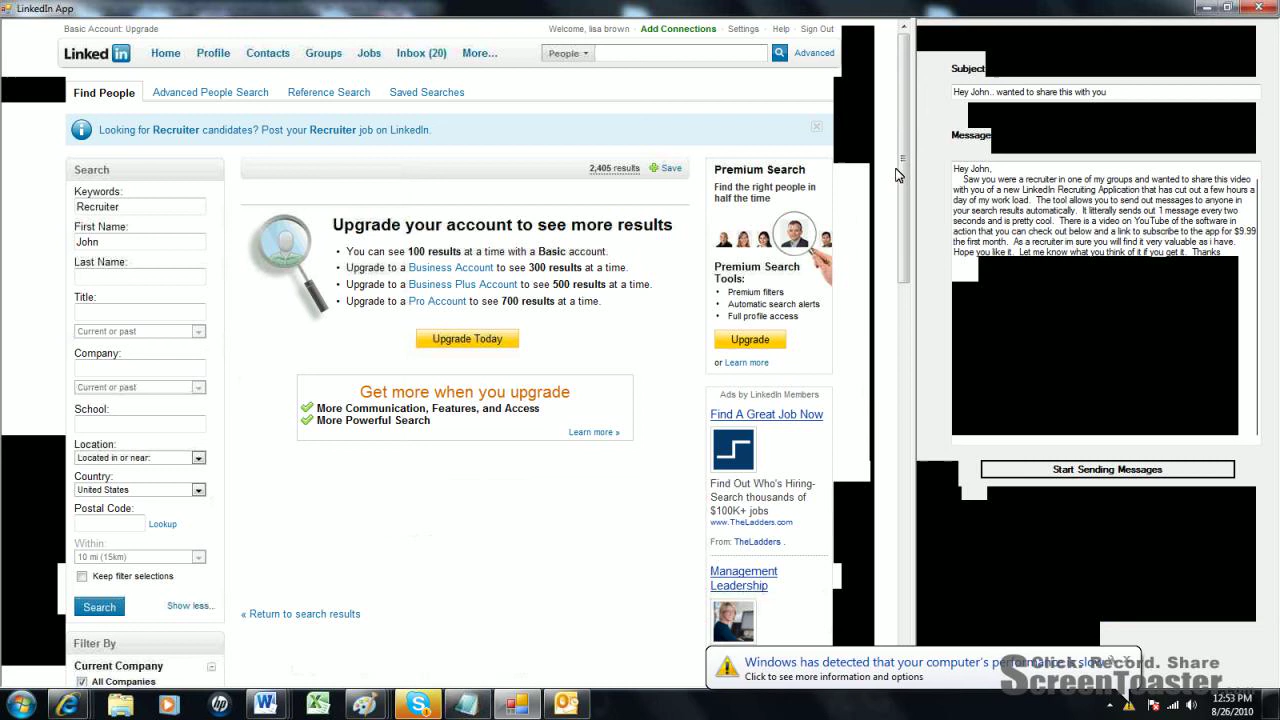 LinkedIn App
Basic Account: Upgrade
Welcome, lisa brown · Add Connections Settings Help Sign Out
Linked in
Home Profile Contacts Groups Jobs Inbox (20) More...
People
Advanced
Find People Advanced People Search Reference Search Saved Searches
Looking for Recruiter candidates? Post your Recruiter job on LinkedIn.
Search
Keywords:
Recruiter
First Name:
John
Last Name:
Title:
Current or past
Company:
Current or past
School:
Location:
Located in or near:
Country:
United States
Postal Code:
Lookup
Within:
10 mi (15km)
Keep filter selections
Search Show less...
Filter By
Current Company
All Companies
2,405 results Save
Upgrade your account to see more results
• You can see 100 results at a time with a Basic account.
• Upgrade to a Business Account to see 300 results at a time.
• Upgrade to a Business Plus Account to see 500 results at a time.
• Upgrade to a Pro Account to see 700 results at a time.
Upgrade Today
Get more when you upgrade
More Communication, Features, and Access
More Powerful Search
Learn more »
« Return to search results
Premium Search
Find the right people in
half the time
Premium Search
Tools:
• Premium filters
• Automatic search alerts
• Full profile access
Upgrade
or Learn more
Ads by LinkedIn Members
Find A Great Job Now
Find Out Who's Hiring-
Search thousands of
$100K+ jobs
www.TheLadders.com
From: TheLadders .
Management
Leadership
Subject
Hey John.. wanted to share this with you
Message
Hey John,
Saw you were a recruiter in one of my groups and wanted to share this video
with you of a new LinkedIn Recruiting Application that has cut out a few hours a
day of my work load. The tool allows you to send out messages to anyone in
your search results automatically. It litterally sends out 1 message every two
seconds and is pretty cool. There is a video on YouTube of the software in
action that you can check out below and a link to subscribe to the app for $9.99
the first month. As a recruiter im sure you will find it very valuable as i have.
Hope you like it. Let me know what you think of it if you get it. Thanks
Start Sending Messages
Windows has detected that your computer's performance is slow
Click to see more information and options
Click. Record. Share
ScreenToaster
12:53 PM
8/26/2010